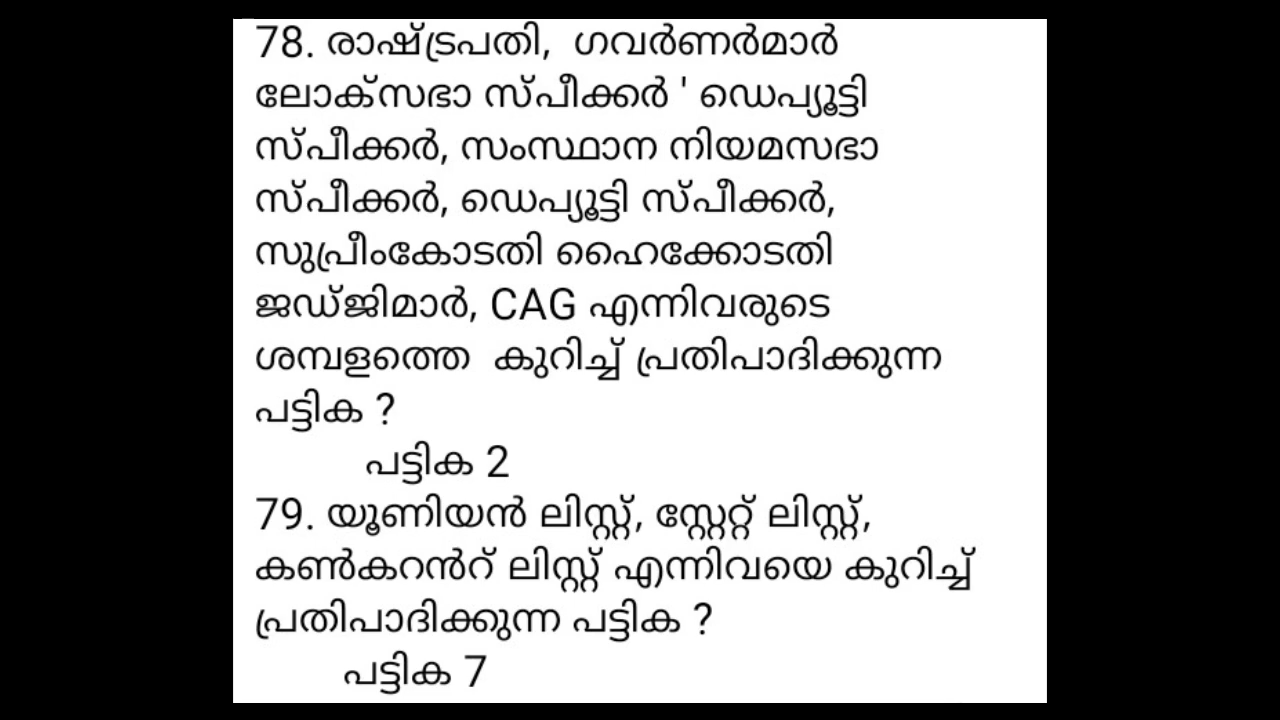 78. രാഷ്ട്രപതി, ഗവർണർമാർ
ലോക്സഭാ സ്പീക്കർ ' ഡെപ്യൂട്ടി
സ്പീക്കർ, സംസ്ഥാന നിയമസഭാ
സ്പീക്കർ, ഡെപ്യൂട്ടി സ്പീക്കർ,
സുപ്രീംകോടതി ഹൈക്കോടതി
ജഡ്ജിമാർ, CAG എന്നിവരുടെ
ശമ്പളത്തെ കുറിച്ച് പ്രതിപാദിക്കുന്ന
പട്ടിക ?
പട്ടിക 2
79. യൂണിയൻ ലിസ്റ്റ്, സ്റ്റേറ്റ് ലിസ്റ്റ്,
കൺകറൻറ് ലിസ്റ്റ് എന്നിവയെ കുറിച്ച്
പ്രതിപാദിക്കുന്ന പട്ടിക ?
പട്ടിക 7